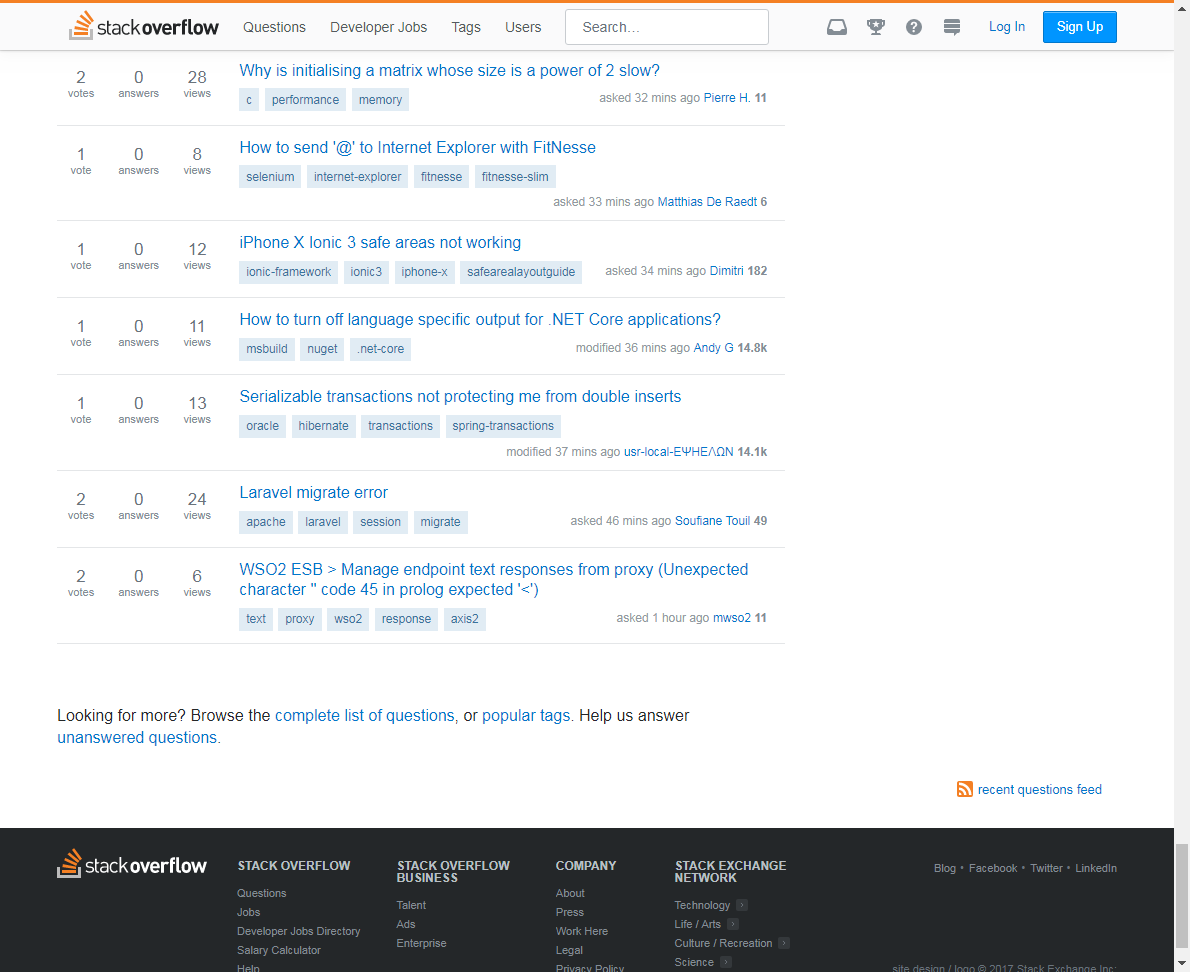 stackoverflow Questions Developer Jobs Tags Users Search... Log In Sign Up
2 0 28 Why is initialising a matrix whose size is a power of 2 slow?
votes answers views c performance memory asked 32 mins ago Pierre H. 11
1 0 8 How to send '@' to Internet Explorer with FitNesse
vote answers views selenium internet-explorer fitnesse fitnesse-slim
asked 33 mins ago Matthias De Raedt 6
1 0 12 iPhone X Ionic 3 safe areas not working
vote answers views ionic-framework ionic3 iphone-x safearealayoutguide asked 34 mins ago Dimitri 182
1 0 11 How to turn off language specific output for .NET Core applications?
vote answers views msbuild nuget .net-core modified 36 mins ago Andy G 14.8k
1 0 13 Serializable transactions not protecting me from double inserts
vote answers views oracle hibernate transactions spring-transactions
modified 37 mins ago usr-local-ΕΨΗΕΛΩΝ 14.1k
2 0 24 Laravel migrate error
votes answers views apache laravel session migrate asked 46 mins ago Soufiane Touil 49
2 0 6 WSO2 ESB > Manage endpoint text responses from proxy (Unexpected
votes answers views character '' code 45 in prolog expected '<')
text proxy wso2 response axis2 asked 1 hour ago mwso2 11
Looking for more? Browse the complete list of questions, or popular tags. Help us answer
unanswered questions.
recent questions feed
stackoverflow
STACK OVERFLOW
Questions
Jobs
Developer Jobs Directory
Salary Calculator
Help
STACK OVERFLOW
BUSINESS
Talent
Ads
Enterprise
COMPANY
About
Press
Work Here
Legal
Privacy Policy
STACK EXCHANGE
NETWORK
Technology
Life / Arts
Culture / Recreation
Science
Blog • Facebook • Twitter • LinkedIn
site design / logo © 2017 Stack Exchange Inc;